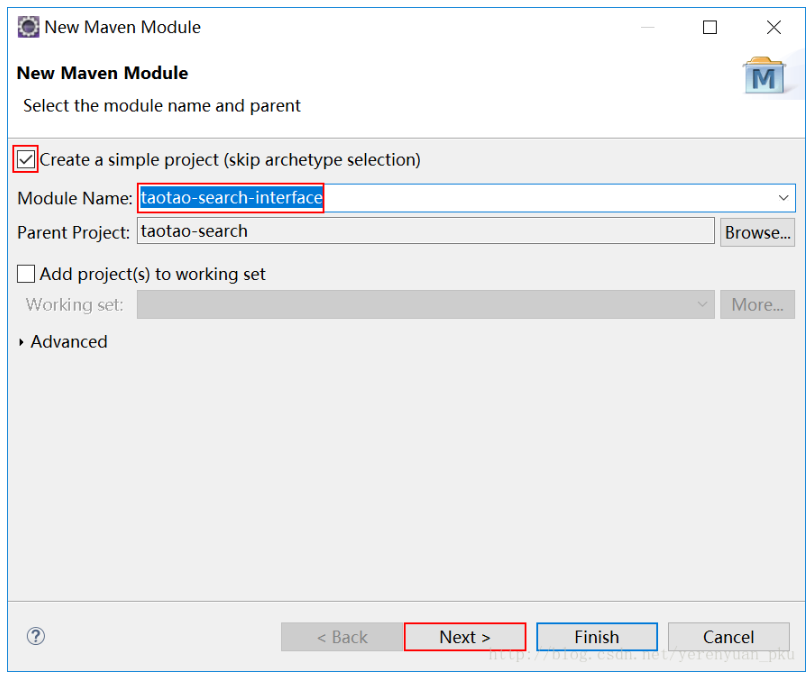 New Maven Module
New Maven Module
Select the module name and parent
Create a simple project (skip archetype selection)
Module Name: taotao-search-interface
Parent Project: taotao-search Browse...
Add project(s) to working set
Working set: More...
Advanced
< Back Next > Finish Cancel
http://blog.csdn.net/yerenyuan_pku